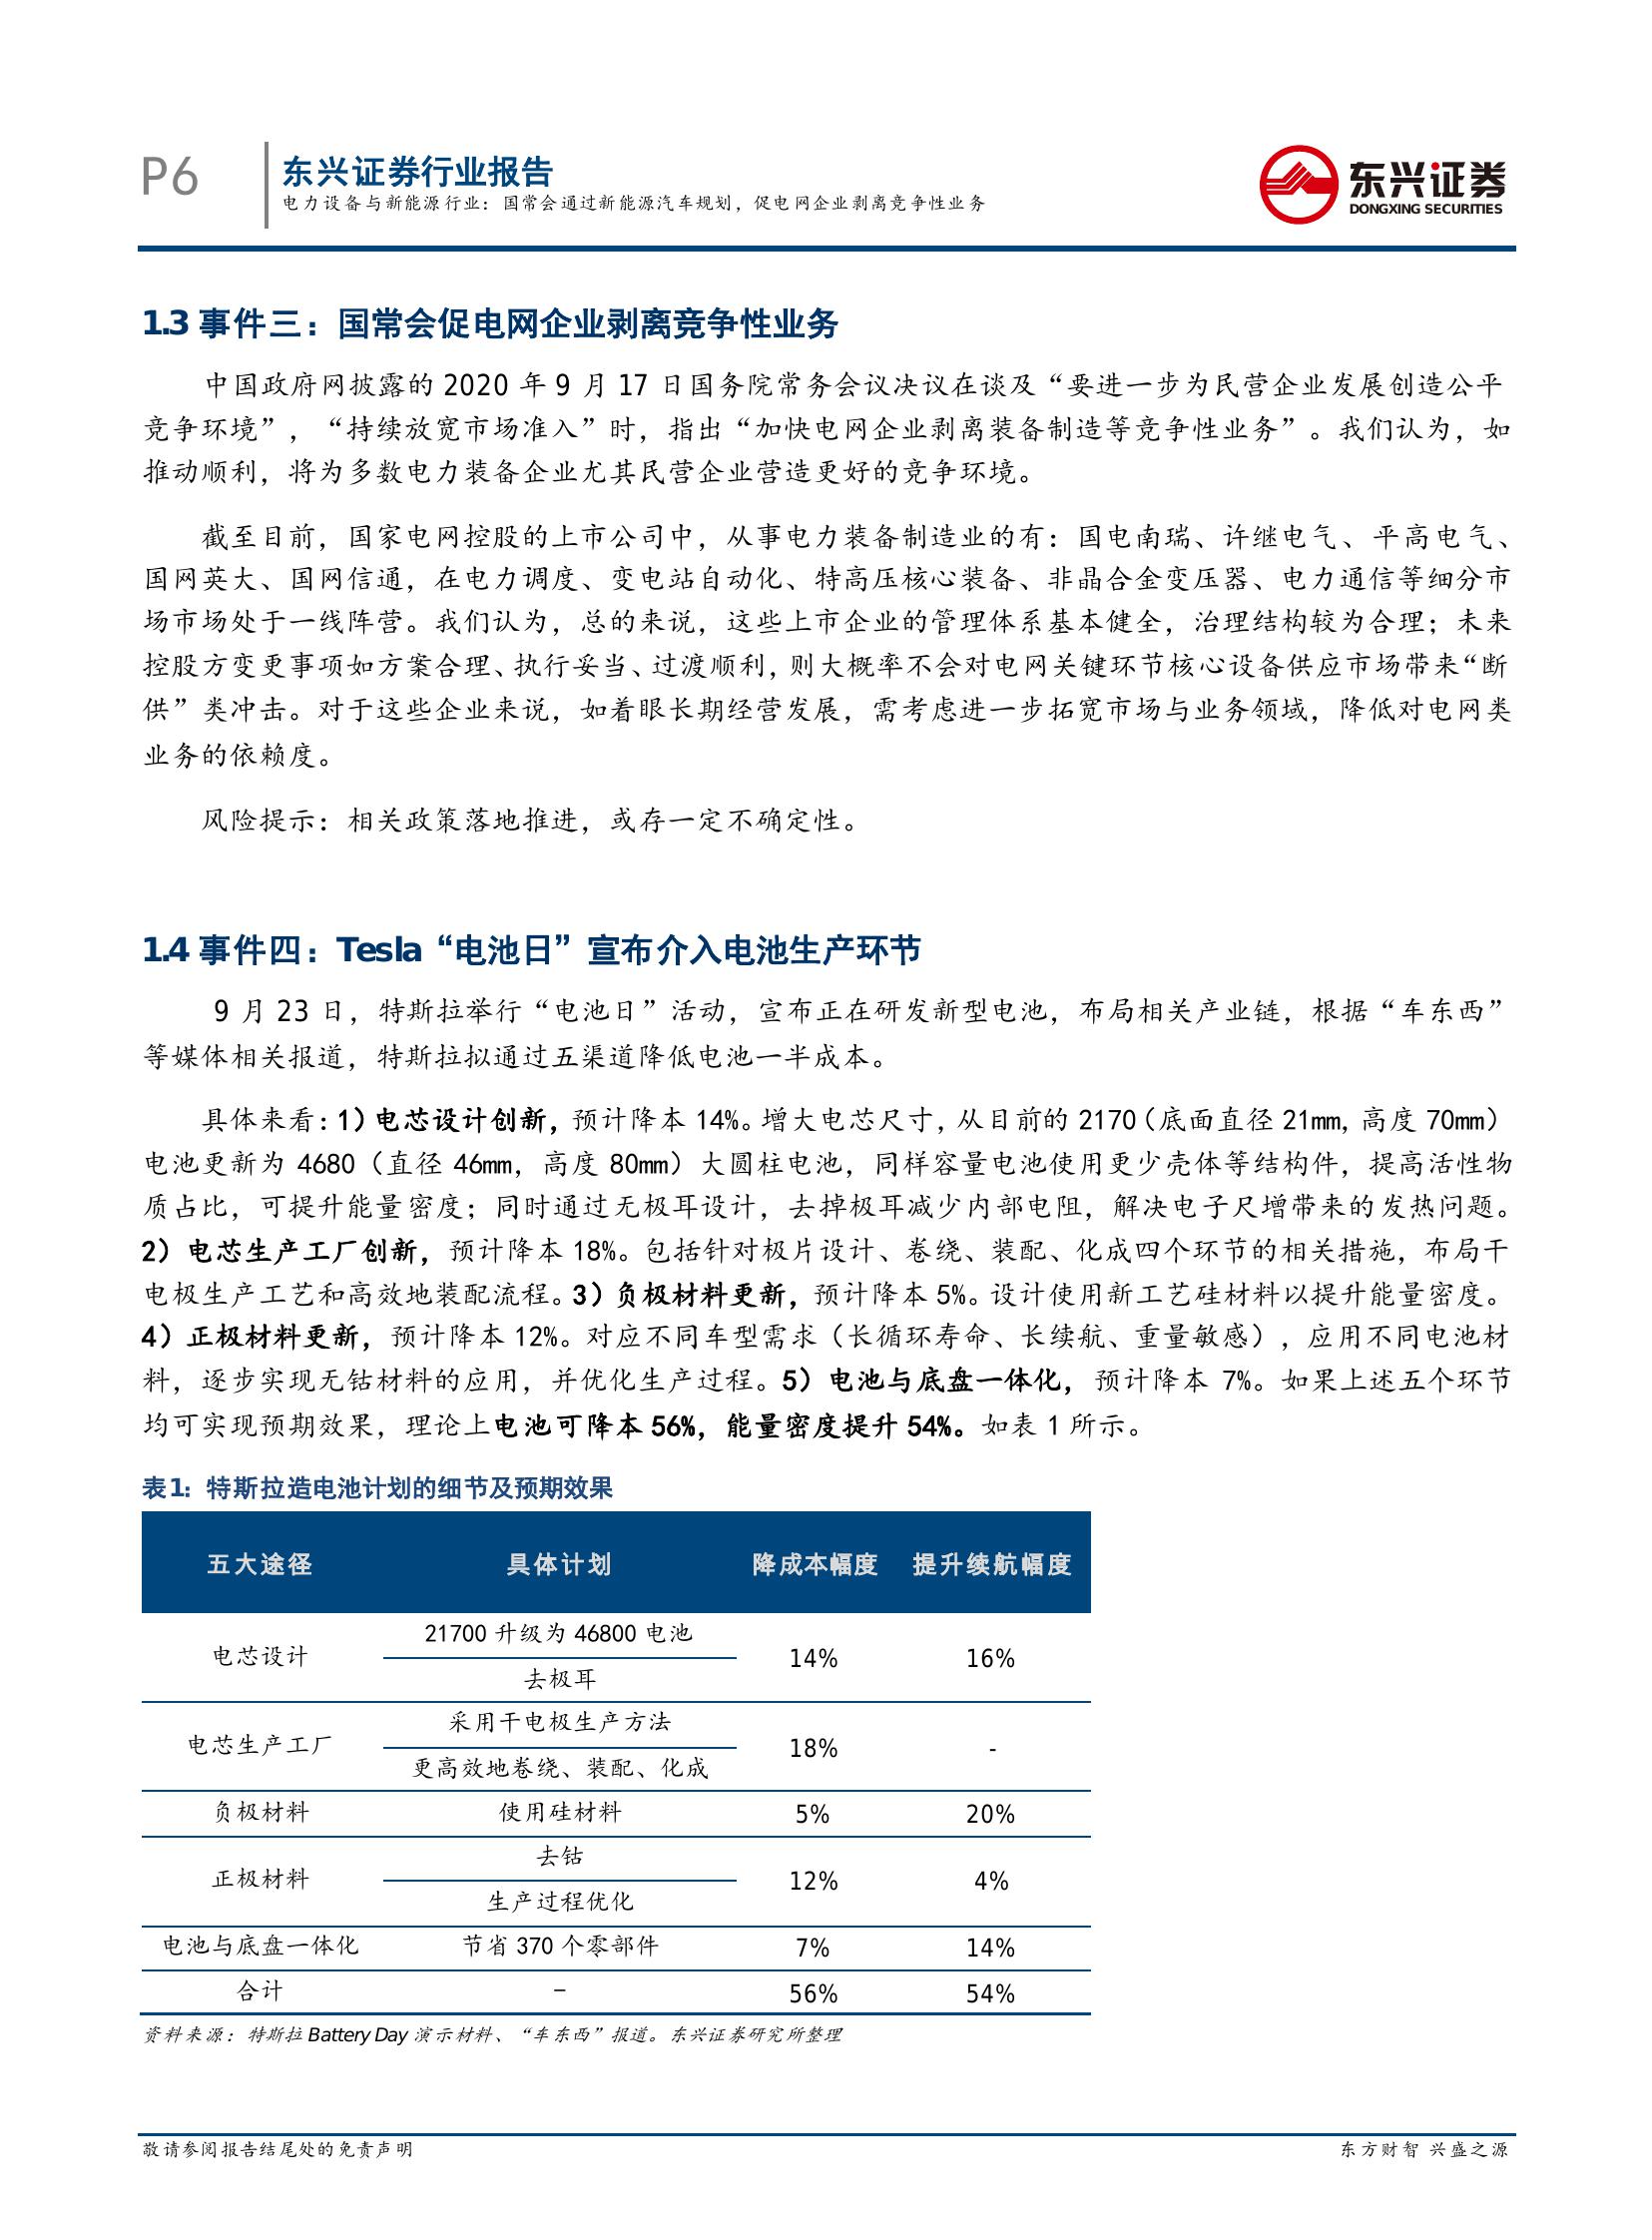 P6
东兴证券行业报告
电力设备与新能源行业：国常会通过新能源汽车规划，促电网企业剥离竞争性业务
东兴证券
DONGXING SECURITIES
1.3 事件三：国常会促电网企业剥离竞争性业务
中国政府网披露的 2020 年 9 月 17 日国务院常务会议决议在谈及“要进一步为民营企业发展创造公平
竞争环境”，“持续放宽市场准入”时，指出“加快电网企业剥离装备制造等竞争性业务”。我们认为，如
推动顺利，将为多数电力装备企业尤其民营企业营造更好的竞争环境。
截至目前，国家电网控股的上市公司中，从事电力装备制造业的有：国电南瑞、许继电气、平高电气、
国网英大、国网信通，在电力调度、变电站自动化、特高压核心装备、非晶合金变压器、电力通信等细分市
场市场处于一线阵营。我们认为，总的来说，这些上市企业的管理体系基本健全，治理结构较为合理；未来
控股方变更事项如方案合理、执行妥当、过渡顺利，则大概率不会对电网关键环节核心设备供应市场带来“断
供”类冲击。对于这些企业来说，如着眼长期经营发展，需考虑进一步拓宽市场与业务领域，降低对电网类
业务的依赖度。
风险提示：相关政策落地推进，或存一定不确定性。
1.4 事件四：Tesla“电池日”宣布介入电池生产环节
9 月 23 日，特斯拉举行“电池日”活动，宣布正在研发新型电池，布局相关产业链，根据“车东西”
等媒体相关报道，特斯拉拟通过五渠道降低电池一半成本。
具体来看：1）电芯设计创新，预计降本 14%。增大电芯尺寸，从目前的 2170（底面直径 21mm，高度 70mm）
电池更新为 4680（直径 46mm，高度 80mm）大圆柱电池，同样容量电池使用更少壳体等结构件，提高活性物
质占比，可提升能量密度；同时通过无极耳设计，去掉极耳减少内部电阻，解决电子尺增带来的发热问题。
2）电芯生产工厂创新，预计降本 18%。包括针对极片设计、卷绕、装配、化成四个环节的相关措施，布局干
电极生产工艺和高效地装配流程。3）负极材料更新，预计降本 5%。设计使用新工艺硅材料以提升能量密度。
4）正极材料更新，预计降本 12%。对应不同车型需求（长循环寿命、长续航、重量敏感），应用不同电池材
料，逐步实现无钴材料的应用，并优化生产过程。5）电池与底盘一体化，预计降本 7%。如果上述五个环节
均可实现预期效果，理论上电池可降本 56%，能量密度提升 54%。如表 1 所示。
表1：特斯拉造电池计划的细节及预期效果
五大途径 具体计划 降成本幅度 提升续航幅度
电芯设计 21700 升级为 46800 电池 14% 16%
去极耳
电芯生产工厂 采用干电极生产方法 18% -
更高效地卷绕、装配、化成
负极材料 使用硅材料 5% 20%
正极材料 去钴 12% 4%
生产过程优化
电池与底盘一体化 节省 370 个零部件 7% 14%
合计 – 56% 54%
资料来源：特斯拉 Battery Day 演示材料、“车东西”报道。东兴证券研究所整理
敬请参阅报告结尾处的免责声明
东方财智 兴盛之源